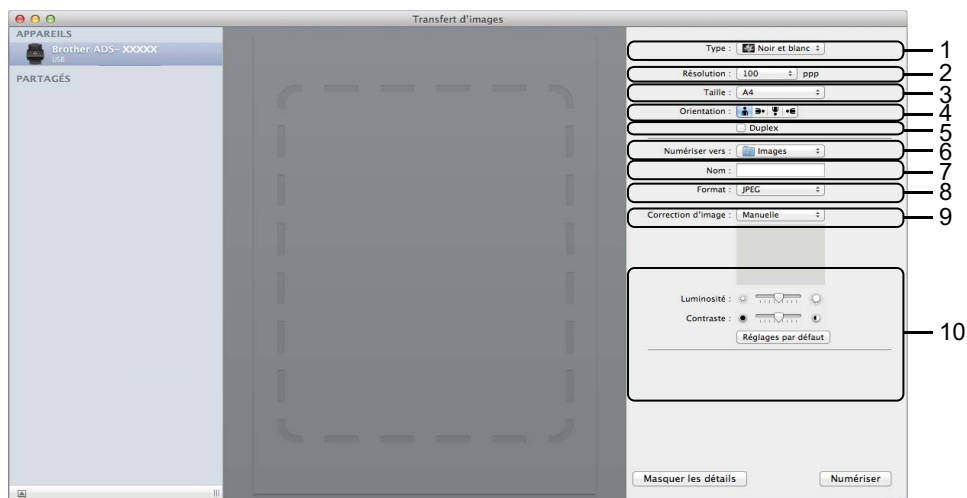 Transfert d'images
APPAREILS
Brother ADS-XXXXX
USB
PARTAGÉS
Type : Noir et blanc 1
Résolution : 100 ppp 2
Taille : A4 3
Orientation : 4
Duplex 5
Numériser vers : Images 6
Nom : 7
Format : JPEG 8
Correction d'image : Manuelle 9
Luminosité :
Contraste :
Réglages par défaut
10
Masquer les détails Numériser